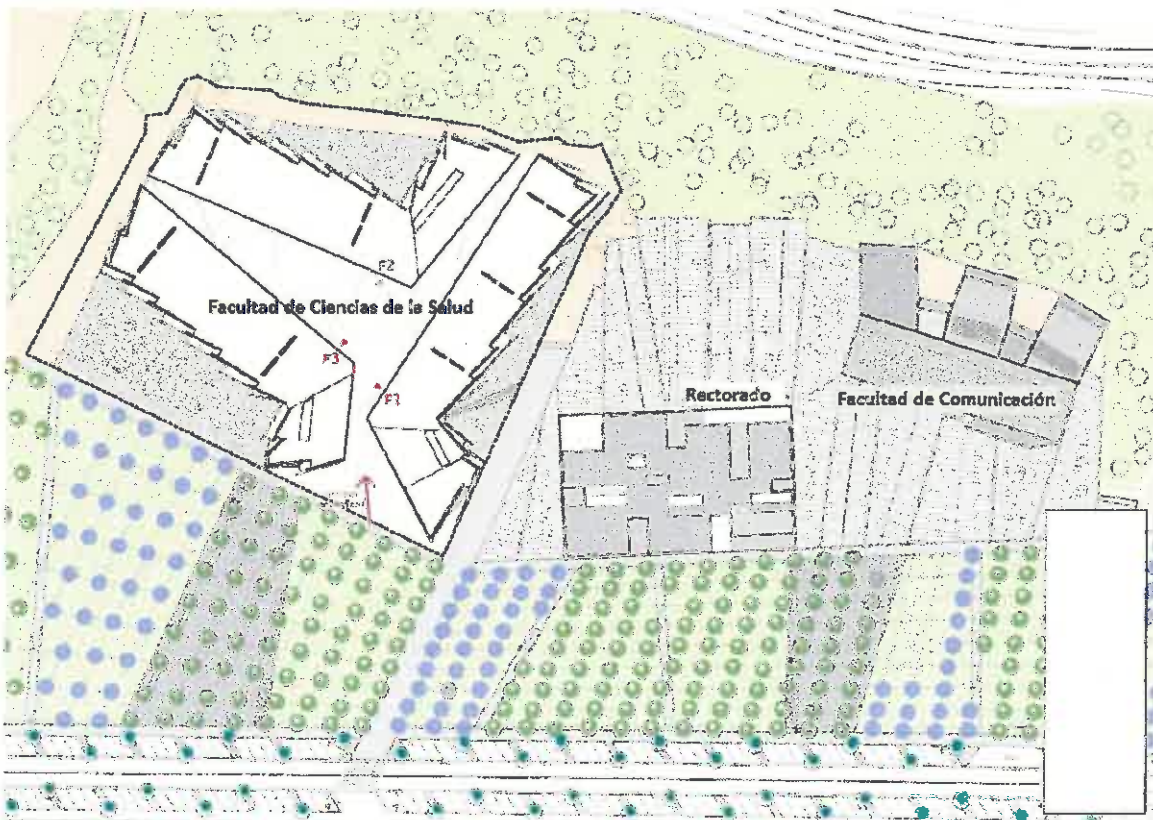 F2
Facultad de Ciencias de la Salud
F3
F1
Rectorado
Facultad de Comunicación